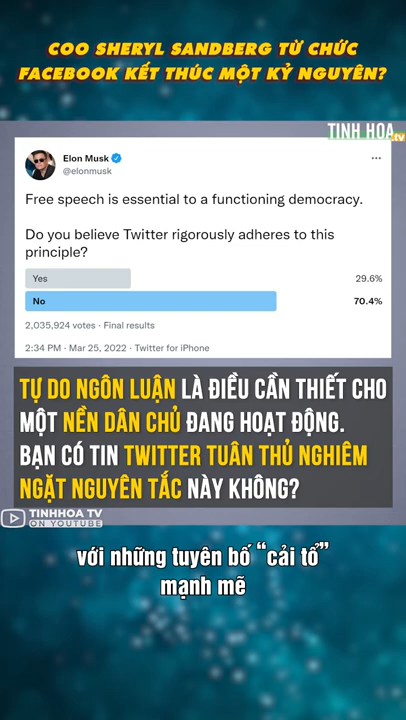 COO SHERYL SANDBERG TỪ CHỨC
FACEBOOK KẾT THÚC MỘT KỶ NGUYÊN?
TINH HOA.tv
Elon Musk
@elonmusk
Free speech is essential to a functioning democracy.
Do you believe Twitter rigorously adheres to this
principle?
Yes 29.6%
No 70.4%
2,035,924 votes · Final results
2:34 PM · Mar 25, 2022 · Twitter for iPhone
TỰ DO NGÔN LUẬN LÀ ĐIỀU CẦN THIẾT CHO
MỘT NỀN DÂN CHỦ ĐANG HOẠT ĐỘNG.
BẠN CÓ TIN TWITTER TUÂN THỦ NGHIÊM
NGẶT NGUYÊN TẮC NÀY KHÔNG?
TINHHOA TV
ON YOUTUBE
với những tuyên bố “cải tổ”
mạnh mẽ